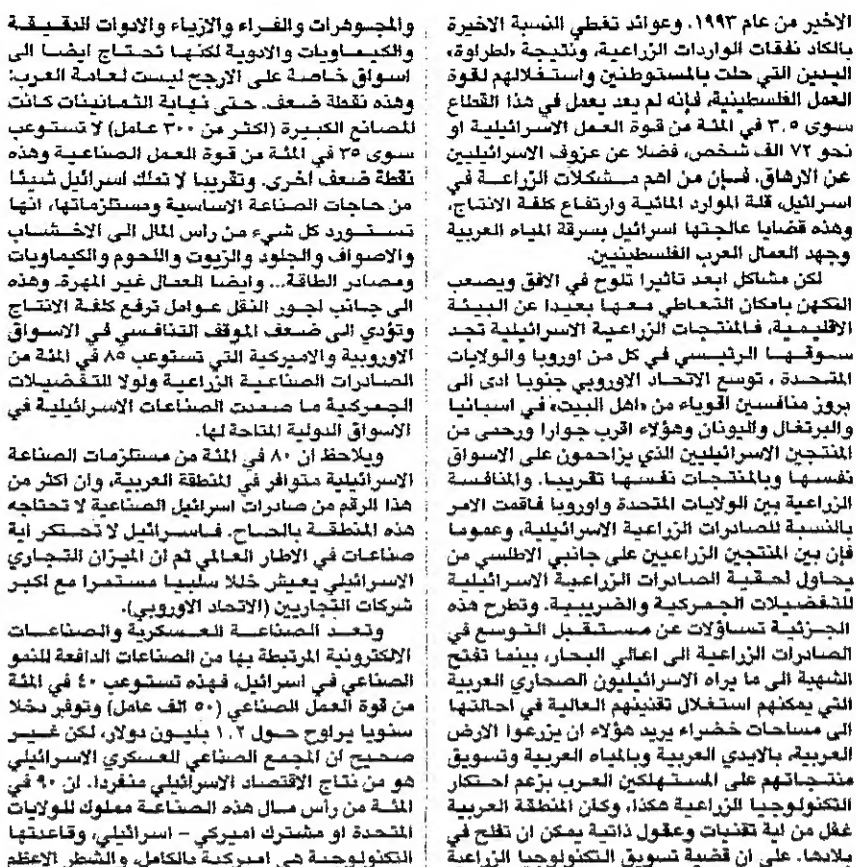 الاخير من عام ١٩٩٣. وعوائد تغطي النسبة الاخيرة
بالكاد نفقات الواردات الزراعية، ونتيجة «لطراوة»
اليدين التي حلت بالمستوطنين واستغلالهم لقوة
العمل الفلسطينية، فإنه لم يعد يعمل في هذا القطاع
سوى ٣.٥ في المئة من قوة العمل الاسرائيلية او
نحو ٧٢ الف شخص، فضلا عن عزوف الاسرائيليين
عن الارهاق، فإن من اهم مشكلات الزراعة في
اسرائيل، قلة الموارد المائية وارتفاع كلفة الانتاج،
وهذه قضايا عالجتها اسرائيل بسرقة المياه العربية
وجهد العمال العرب الفلسطينيين.
لكن مشاكل ابعد تاثيرا تلوح في الافق ويصعب
التكهن بامكان التعاطي معها بعيدا عن البيئة
الاقليمية، فالمنتجات الزراعية الاسرائيلية تجد
سوقها الرئيسي في كل من اوروبا والولايات
المتحدة ، توسع الاتحاد الاوروبي جنوبا ادى الى
بروز منافسين اقوياء من «اهل البيت» في اسبانيا
والبرتغال واليونان وهؤلاء اقرب جوارا ورحمى من
المنتجين الاسرائيليين الذي يزاحمون على الاسواق
نفسها وبالمنتجات نفسها تقريبا. والمنافسة
الزراعية بين الولايات المتحدة واوروبا فاقمت الامر
بالنسبة للصادرات الزراعية الاسرائيلية، وعموما
فإن بين المنتجين الزراعيين على جانبي الاطلسي من
يحاول لحقية الصادرات الزراعية الاسرائيلية
للتفضيلات الجمركية والضريبية. وتطرح هذه
الجزئية تساؤلات عن مستقبل التوسع في
الصادرات الزراعية الى اعالي البحار، بينما تفتح
الشهية الى ما يراه الاسرائيليون الصحاري العربية
التي يمكنهم استغلال تقنيتهم العالية في احالتها
الى مساحات خضراء يريد هؤلاء ان يزرعوا الارض
العربية، بالايدي العربية وبالمياه العربية وتسويق
منتجاتهم على المستهلكين العرب بزعم احتكار
التكنولوجيا الزراعية هكذا، وكأن المنطقة العربية
غفل من اية تقنيات وعقول ذاتية يمكن ان تفلح في
بلادها. على ان قضية تسويق التكنولوجيا الزراعية
والمجوهرات والفراء والازياء والادوات الدقيقة
والكيماويات والادوية لكنها تحتاج ايضا الى
اسواق خاصة على الارجح ليست لعامة العرب:
وهذه نقطة ضعف. حتى نهاية الثمانينات كانت
المصانع الكبيرة (اكثر من ٣٠٠ عامل) لا تستوعب
سوى ٣٥ في المئة من قوة العمل الصناعية وهذه
نقطة ضعف اخرى. وتقريبا لا تملك اسرائيل شيئا
من حاجات الصناعة الاساسية ومستلزماتها، انها
تستورد كل شيء من راس المال الى الاخشاب
والاصواف والجلود والزيوت واللحوم والكيماويات
ومصادر الطاقة... وايضا العمال غير المهرة. وهذه
الى جانب اجور النقل عوامل ترفع كلفة الانتاج
وتؤدي الى ضعف الموقف التنافسي في الاسواق
الاوروبية والاميركية التي تستوعب ٨٥ في المئة من
الصادرات الصناعية الزراعية ولولا التفضيلات
الجمركية ما صمدت الصناعات الاسرائيلية في
الاسواق الدولية المتاحة لها.
ويلاحظ ان ٨٠ في المئة من مستلزمات الصناعة
الاسرائيلية متوافر في المنطقة العربية، وان اكثر من
هذا الرقم من صادرات اسرائيل الصناعية لا تحتاجه
هذه المنطقة بالحاح. فاسرائيل لا تحتكر اية
صناعات في الاطار العالمي ثم ان الميزان التجاري
الاسرائيلي يعيش خللا سلبيا مستمرا مع اكبر
شركات التجاريين (الاتحاد الاوروبي).
وتعد الصناعة العسكرية والصناعات
الالكترونية المرتبطة بها من الصناعات الدافعة للنمو
الصناعي في اسرائيل، فهذه تستوعب ٤٠ في المئة
من قوة العمل الصناعي (٥٠ الف عامل) وتوفر دخلا
سنويا يراوح حول ١.٢ بليون دولار، لكن غير
صحيح ان المجمع الصناعي العسكري الاسرائيلي
هو من نتاج الاقتصاد الاسرائيلي منفردا. ان ٩٠ في
المئة من رأس مال هذه الصناعة مملوك للولايات
المتحدة او مشترك اميركي - اسرائيلي، وقاعدتها
التكنولوجية هي اميركية بالكامل، والشطر الاعظم